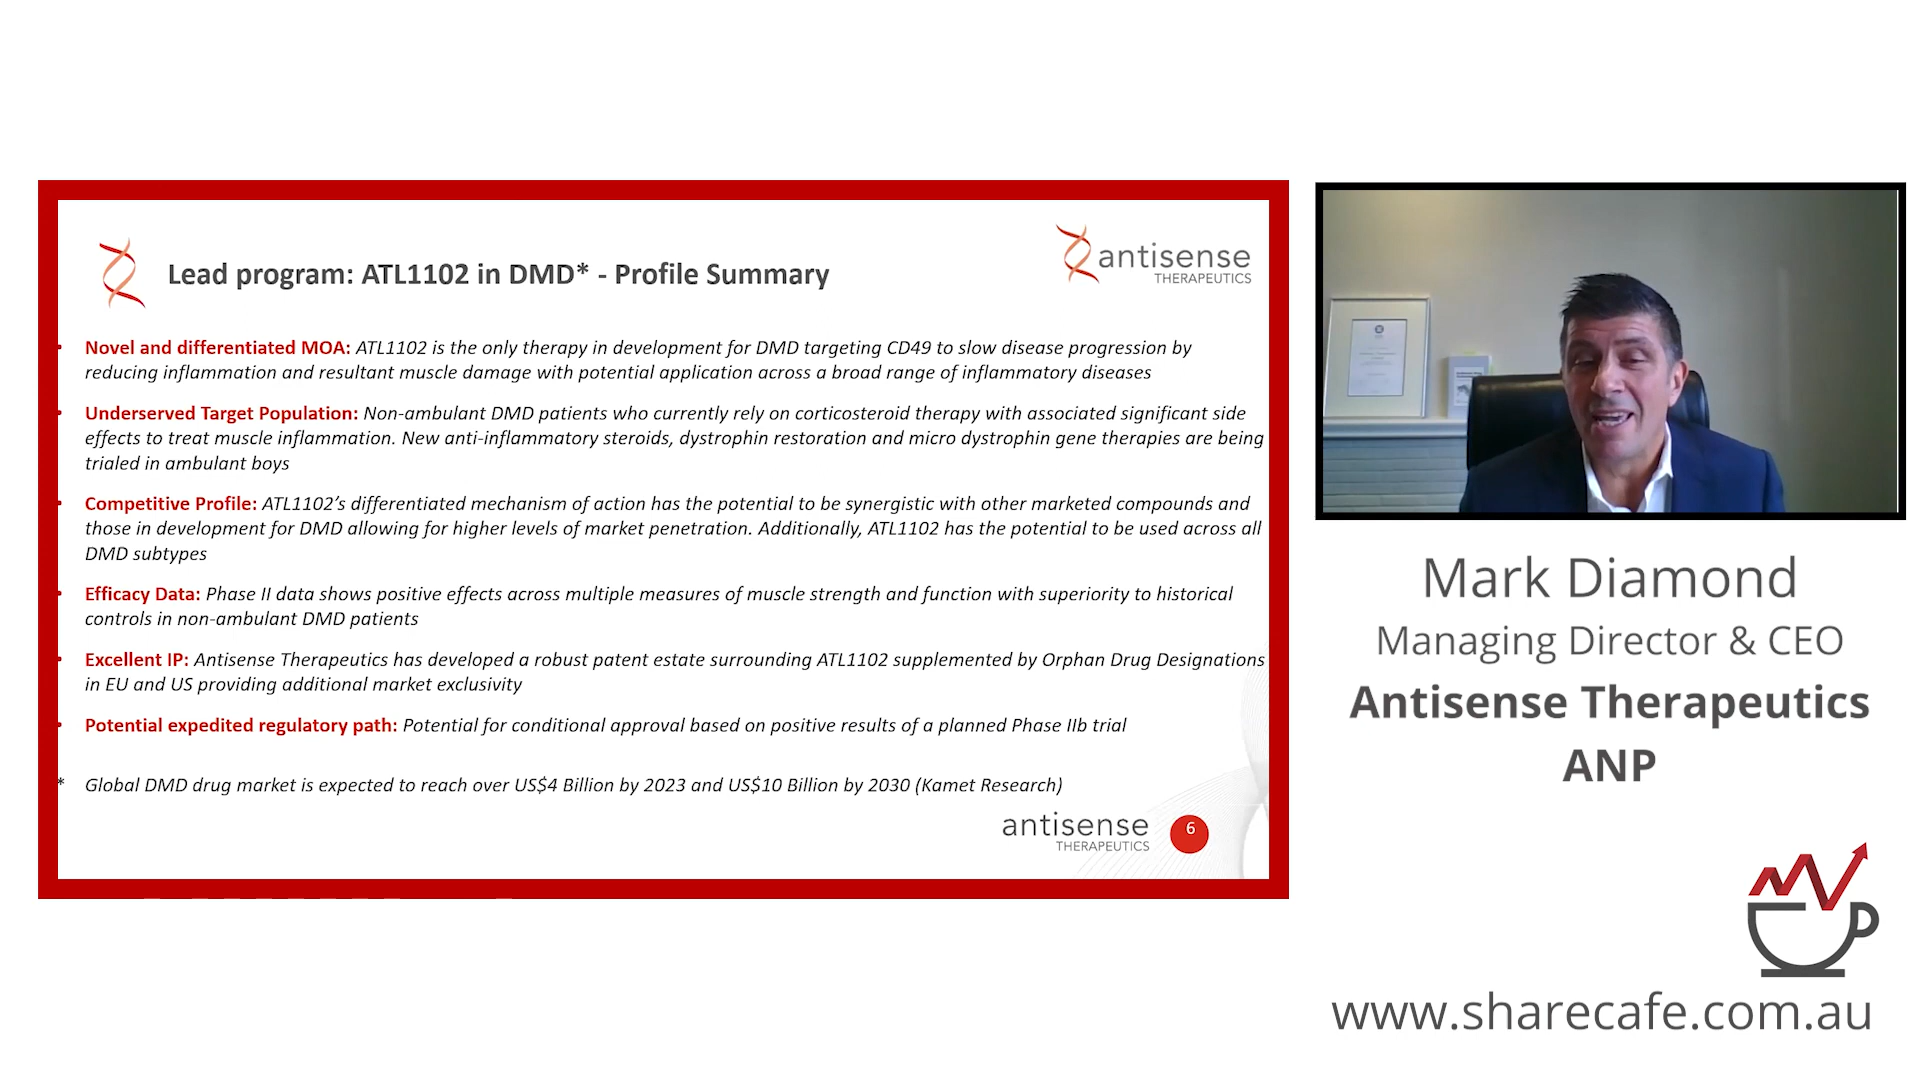 Lead program: ATL1102 in DMD* - Profile Summary
antisense
THERAPEUTICS
• Novel and differentiated MOA: ATL1102 is the only therapy in development for DMD targeting CD49 to slow disease progression by
reducing inflammation and resultant muscle damage with potential application across a broad range of inflammatory diseases
• Underserved Target Population: Non-ambulant DMD patients who currently rely on corticosteroid therapy with associated significant side
effects to treat muscle inflammation. New anti-inflammatory steroids, dystrophin restoration and micro dystrophin gene therapies are being
trialed in ambulant boys
• Competitive Profile: ATL1102's differentiated mechanism of action has the potential to be synergistic with other marketed compounds and
those in development for DMD allowing for higher levels of market penetration. Additionally, ATL1102 has the potential to be used across all
DMD subtypes
• Efficacy Data: Phase II data shows positive effects across multiple measures of muscle strength and function with superiority to historical
controls in non-ambulant DMD patients
• Excellent IP: Antisense Therapeutics has developed a robust patent estate surrounding ATL1102 supplemented by Orphan Drug Designations
in EU and US providing additional market exclusivity
• Potential expedited regulatory path: Potential for conditional approval based on positive results of a planned Phase IIb trial
* Global DMD drug market is expected to reach over US$4 Billion by 2023 and US$10 Billion by 2030 (Kamet Research)
antisense
THERAPEUTICS
6
Mark Diamond
Managing Director & CEO
Antisense Therapeutics
ANP
www.sharecafe.com.au